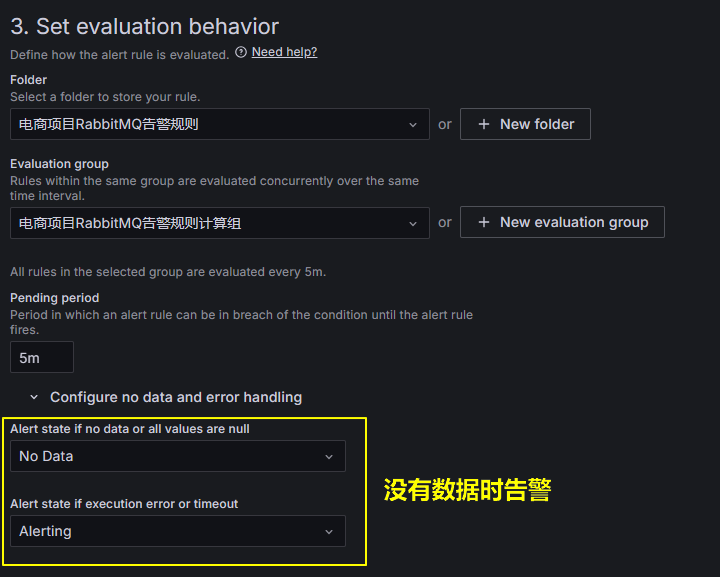 3. Set evaluation behavior
Define how the alert rule is evaluated. Need help?
Folder
Select a folder to store your rule.
电商项目RabbitMQ告警规则
or
+ New folder
Evaluation group
Rules within the same group are evaluated concurrently over the same
time interval.
电商项目RabbitMQ告警规则计算组
or
+ New evaluation group
All rules in the selected group are evaluated every 5m.
Pending period
Period in which an alert rule can be in breach of the condition until the alert rule
fires.
5m
Configure no data and error handling
Alert state if no data or all values are null
No Data
没有数据时告警
Alert state if execution error or timeout
Alerting